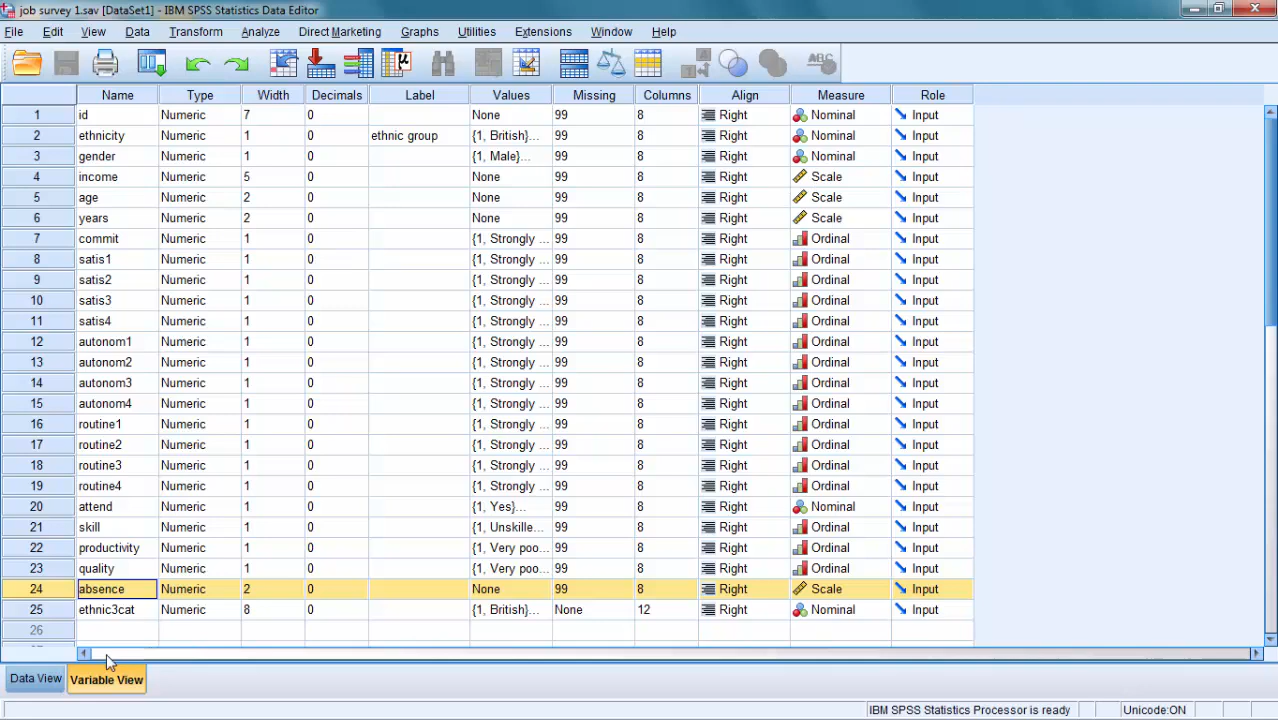 job survey 1.sav [DataSet1] - IBM SPSS Statistics Data Editor
File Edit View Data Transform Analyze Direct Marketing Graphs Utilities Extensions Window Help
Name Type Width Decimals Label Values Missing Columns Align Measure Role
1 id Numeric 7 0 None 99 8 Right Nominal Input
2 ethnicity Numeric 1 0 ethnic group {1, British}... 99 8 Right Nominal Input
3 gender Numeric 1 0 {1, Male}... 99 8 Right Nominal Input
4 income Numeric 5 0 None 99 8 Right Scale Input
5 age Numeric 2 0 None 99 8 Right Scale Input
6 years Numeric 2 0 None 99 8 Right Scale Input
7 commit Numeric 1 0 {1, Strongly ... 99 8 Right Ordinal Input
8 satis1 Numeric 1 0 {1, Strongly ... 99 8 Right Ordinal Input
9 satis2 Numeric 1 0 {1, Strongly ... 99 8 Right Ordinal Input
10 satis3 Numeric 1 0 {1, Strongly ... 99 8 Right Ordinal Input
11 satis4 Numeric 1 0 {1, Strongly ... 99 8 Right Ordinal Input
12 autonom1 Numeric 1 0 {1, Strongly ... 99 8 Right Ordinal Input
13 autonom2 Numeric 1 0 {1, Strongly ... 99 8 Right Ordinal Input
14 autonom3 Numeric 1 0 {1, Strongly ... 99 8 Right Ordinal Input
15 autonom4 Numeric 1 0 {1, Strongly ... 99 8 Right Ordinal Input
16 routine1 Numeric 1 0 {1, Strongly ... 99 8 Right Ordinal Input
17 routine2 Numeric 1 0 {1, Strongly ... 99 8 Right Ordinal Input
18 routine3 Numeric 1 0 {1, Strongly ... 99 8 Right Ordinal Input
19 routine4 Numeric 1 0 {1, Strongly ... 99 8 Right Ordinal Input
20 attend Numeric 1 0 {1, Yes}... 99 8 Right Nominal Input
21 skill Numeric 1 0 {1, Unskille... 99 8 Right Ordinal Input
22 productivity Numeric 1 0 {1, Very poo... 99 8 Right Ordinal Input
23 quality Numeric 1 0 {1, Very poo... 99 8 Right Ordinal Input
24 absence Numeric 2 0 None 99 8 Right Scale Input
25 ethnic3cat Numeric 8 0 {1, British}... None 12 Right Nominal Input
26
Data View Variable View
IBM SPSS Statistics Processor is ready Unicode:ON